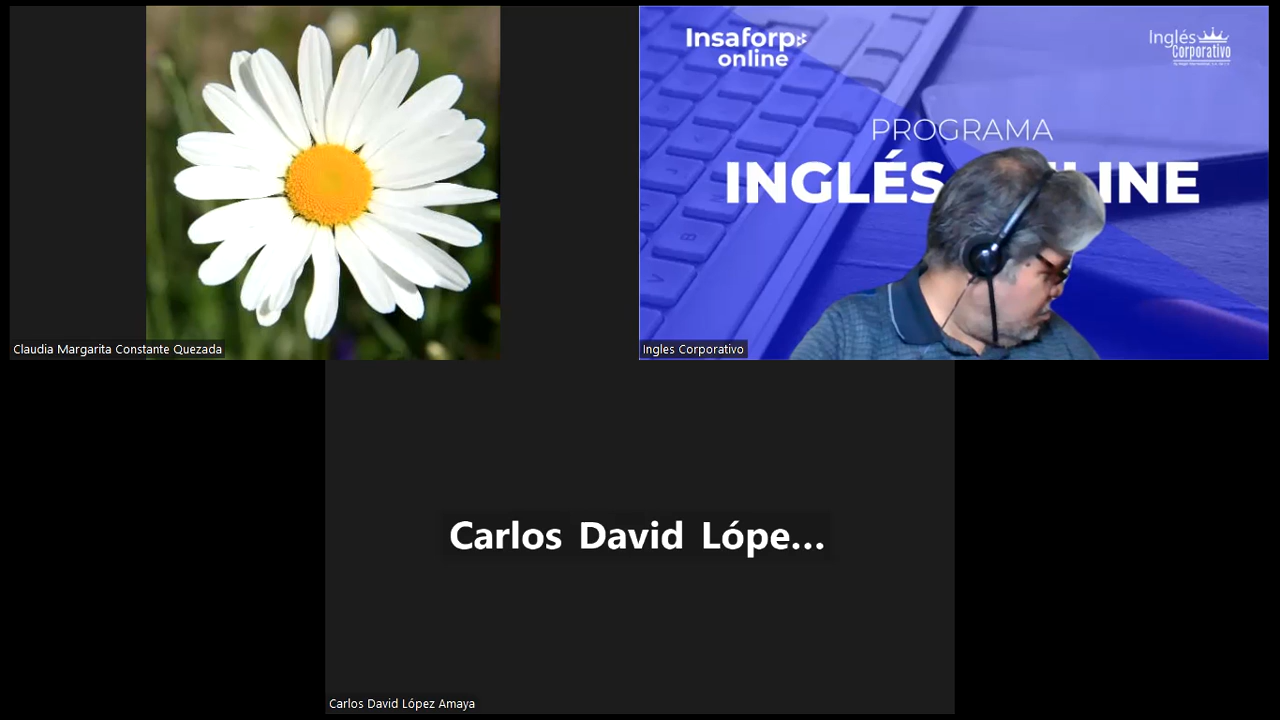 Claudia Margarita Constante Quezada
Insaforp
online
Inglés
Corporativo
PROGRAMA
INGLÉS INE
Ingles Corporativo
Carlos David Lópe...
Carlos David López Amaya